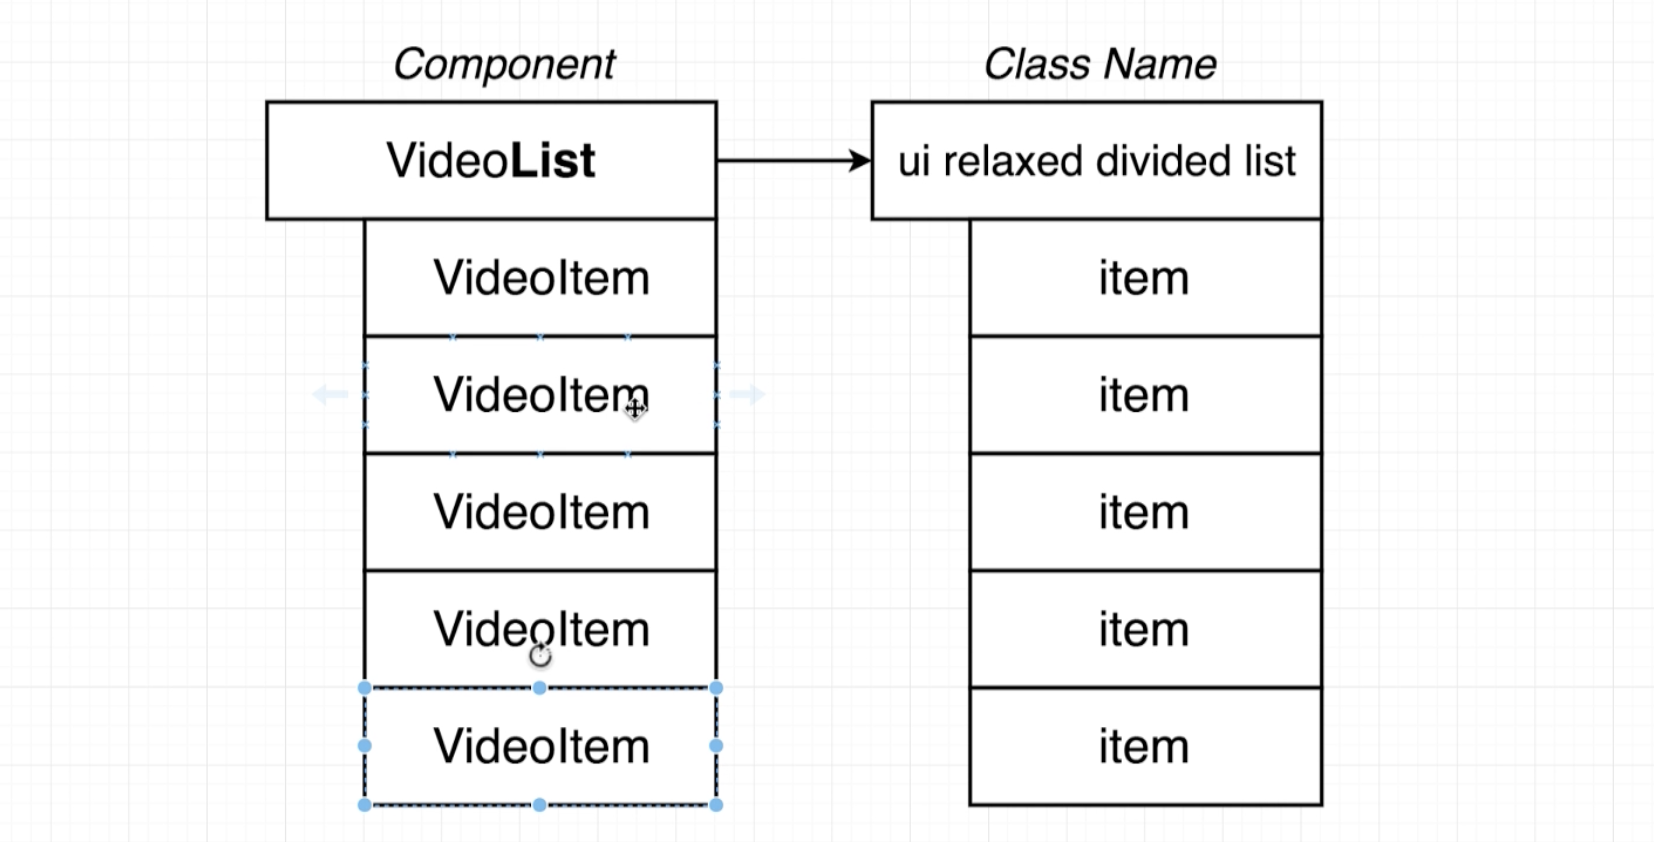 Component
VideoList
VideoItem
VideoItem
VideoItem
VideoItem
VideoItem
Class Name
ui relaxed divided list
item
item
item
item
item